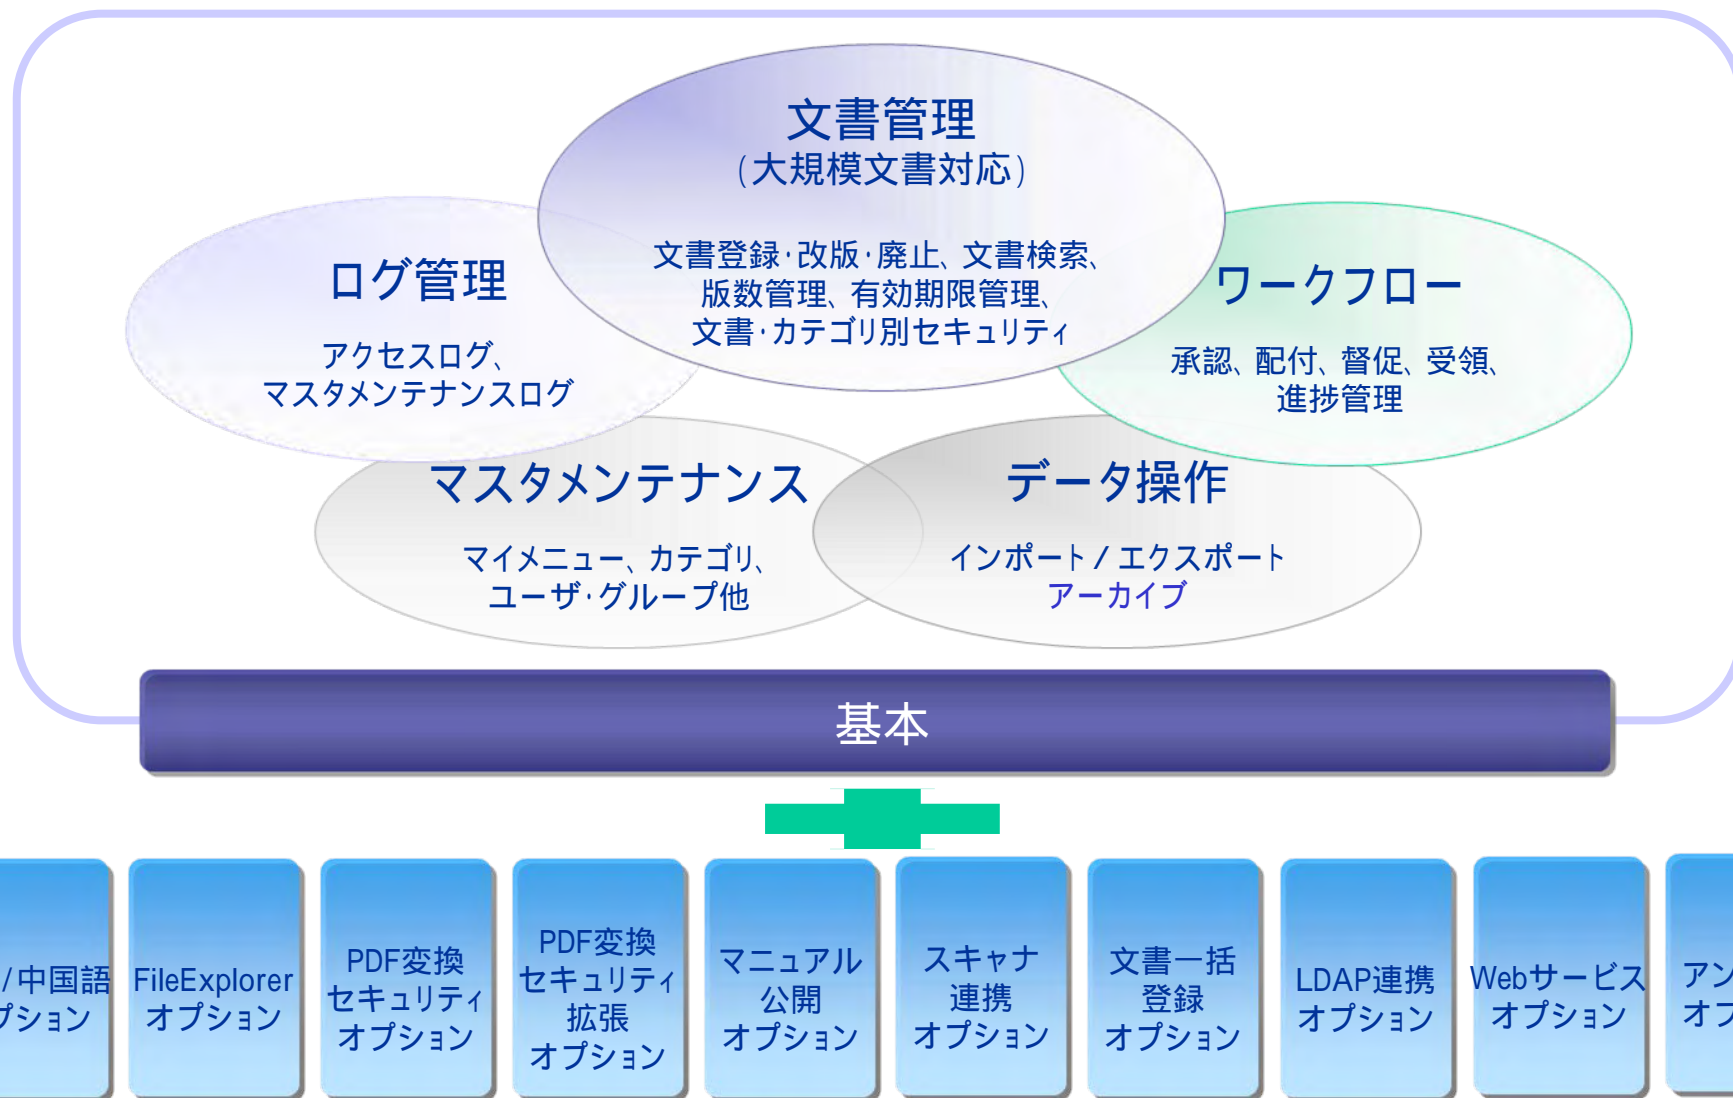 文書管理
(大規模文書対応)
文書登録・改版・廃止、文書検索、
版数管理、有効期限管理、
文書・カテゴリ別セキュリティ
ログ管理
アクセスログ、
マスタメンテナンスログ
ワークフロー
承認、配付、督促、受領、
進捗管理
マスタメンテナンス
マイメニュー、カテゴリ、
ユーザ・グループ他
データ操作
インポート / エクスポート
アーカイブ
基本
/中国語
プション
FileExplorer
オプション
PDF変換
セキュリティ
オプション
PDF変換
セキュリティ
拡張
オプション
マニュアル
公開
オプション
スキャナ
連携
オプション
文書一括
登録
オプション
LDAP連携
オプション
Webサービス
オプション
アン
オプ